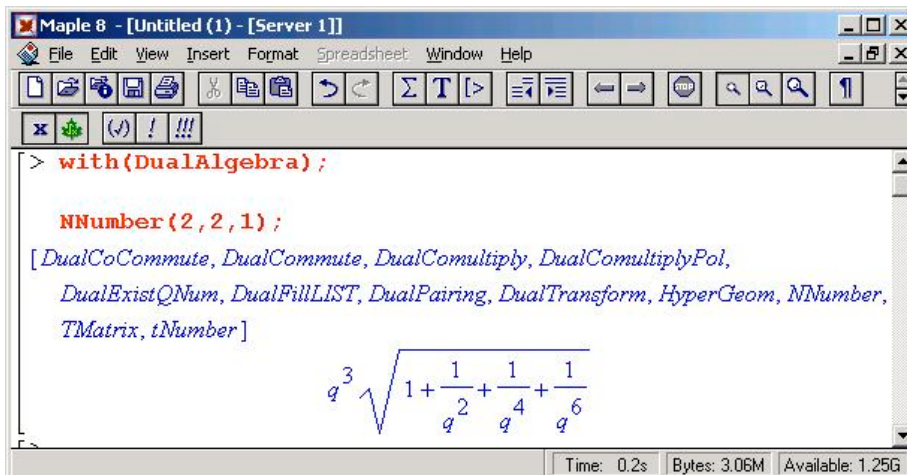 Maple 8 - [Untitled (1) - [Server 1]]
File Edit View Insert Format Spreadsheet Window Help
Σ T [>
STOP
¶
x (√) ! !!!
[> with(DualAlgebra);
NNumber(2,2,1);
[DualCoCommute, DualCommute, DualComultiply, DualComultiplyPol,
DualExistQNum, DualFillLIST, DualPairing, DualTransform, HyperGeom, NNumber,
TMatrix, tNumber]
q^3 √(1 + 1/q^2 + 1/q^4 + 1/q^6)
[>
Time: 0.2s Bytes: 3.06M Available: 1.25G